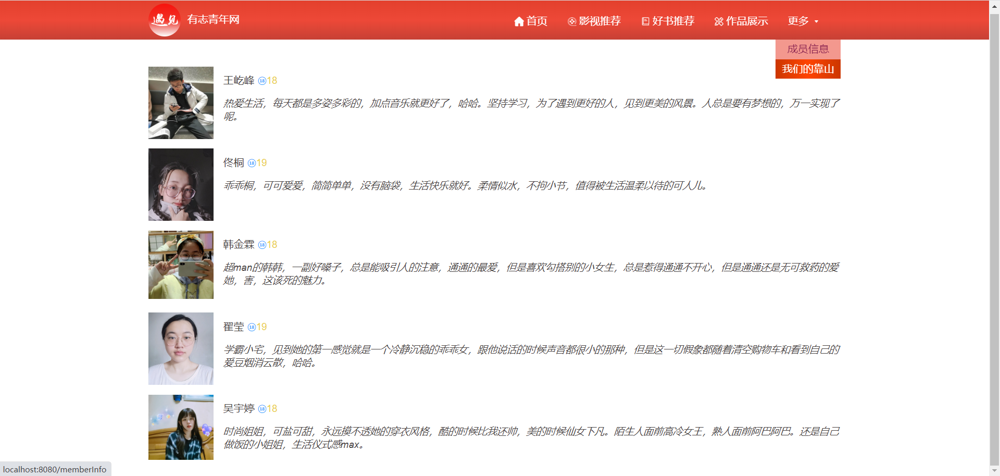 遇见 有志青年网 首页 影视推荐 好书推荐 作品展示 更多
成员信息
我们的靠山
王屹峰 18 18
热爱生活，每天都是多姿多彩的，加点音乐就更好了，哈哈。坚持学习，为了遇到更好的人，见到更美的风景。人总是要有梦想的，万一实现了
呢。
佟桐 18 19
乖乖桐，可可爱爱，简简单单，没有脑袋，生活快乐就好。柔情似水，不拘小节，值得被生活温柔以待的可人儿。
韩金霖 18 18
超man的韩韩，一副好嗓子，总是能吸引人的注意，通通的最爱，但是喜欢勾搭别的小女生，总是惹得通通不开心，但是通通还是无可救药的爱
她，害，这该死的魅力。
翟莹 18 19
学霸小宅，见到她的第一感觉就是一个冷静沉稳的乖乖女，跟他说话的时候声音都很小的那种，但是这一切假象都随着清空购物车和看到自己的
爱豆烟消云散，哈哈。
吴宇婷 18 18
时尚姐姐，可盐可甜，永远摸不透她的穿衣风格，酷的时候比我还帅，美的时候仙女下凡。陌生人面前高冷女王，熟人面前阿巴阿巴。还是自己
做饭的小姐姐，生活仪式感max。
localhost:8080/memberInfo